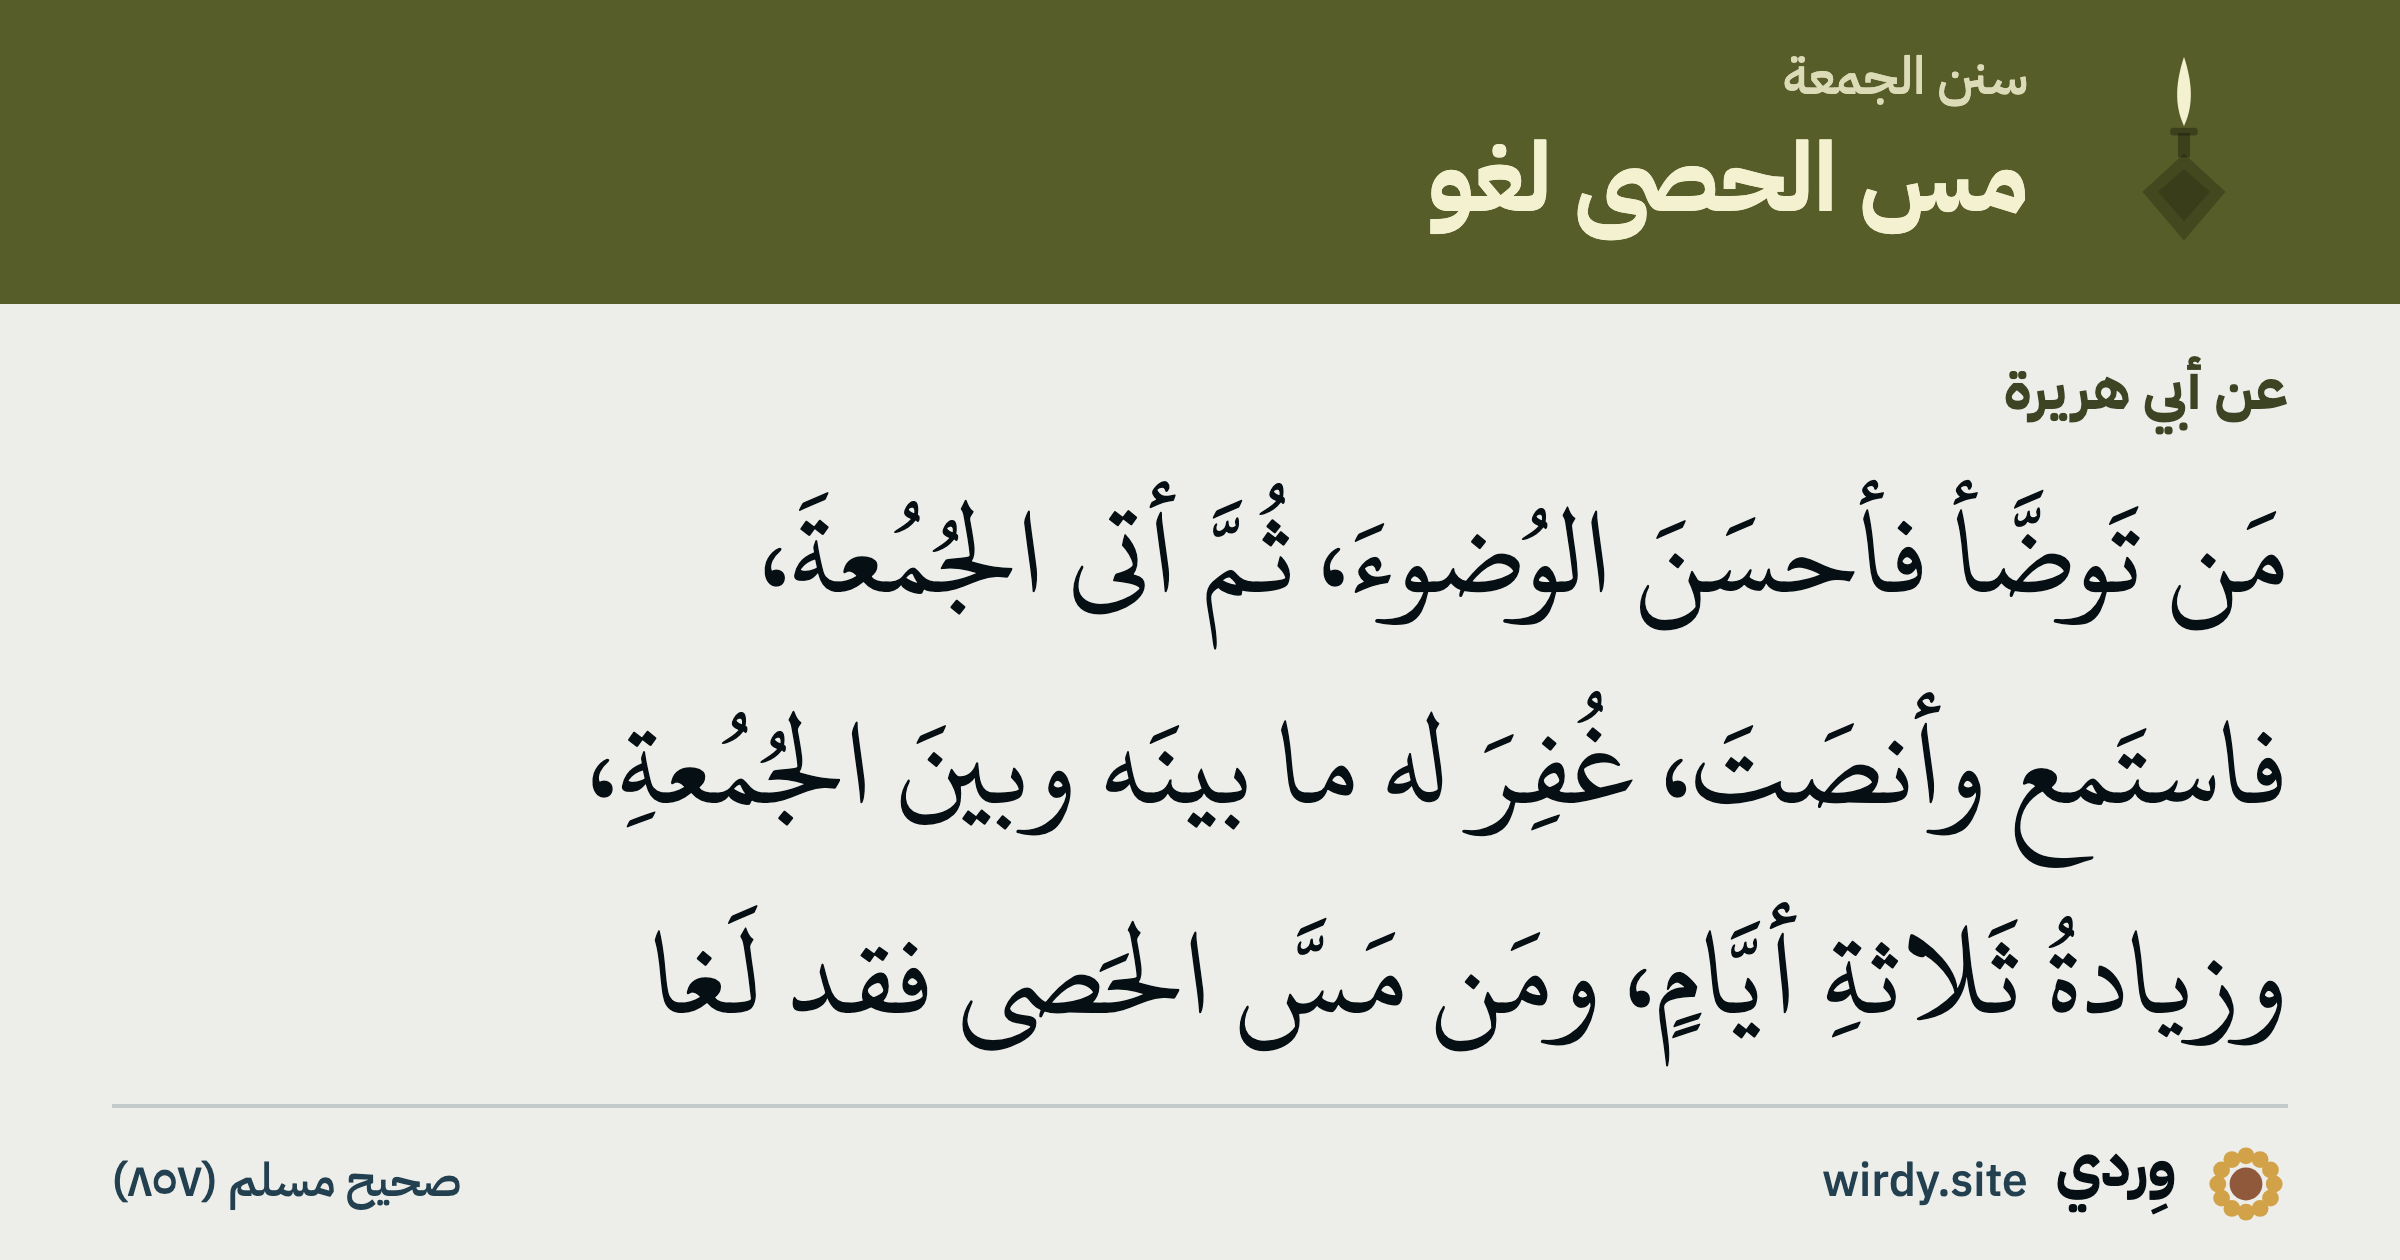 سنن الجمعة
مس الحصى لغو
عن أبي هريرة
مَن تَوضَّأ فأحسَنَ الوُضوءَ، ثُمَّ أتى الجُمُعةَ،
فاستَمع وأنصَتَ، غُفِرَ له ما بينَه وبينَ الجُمُعةِ،
وزيادةُ ثَلاثةِ أيَّامٍ، ومَن مَسَّ الحَصى فقد لَغا
وِردي wirdy.site
صحيح مسلم (٨٥٧)